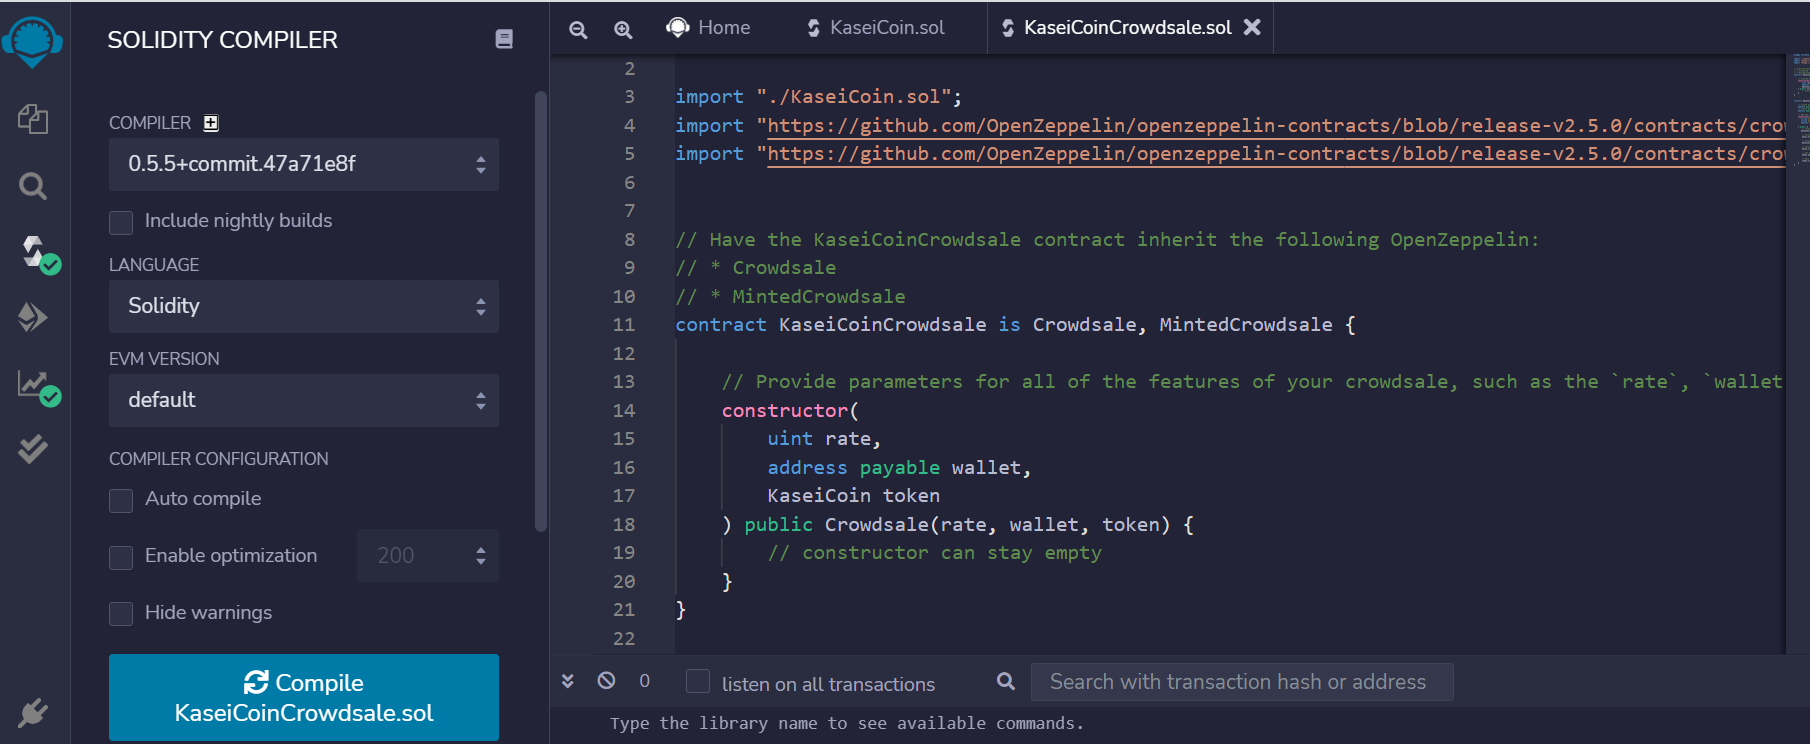 SOLIDITY COMPILER
COMPILER
0.5.5+commit.47a71e8f
Include nightly builds
LANGUAGE
Solidity
EVM VERSION
default
COMPILER CONFIGURATION
Auto compile
Enable optimization 200
Hide warnings
Compile
KaseiCoinCrowdsale.sol
Home KaseiCoin.sol KaseiCoinCrowdsale.sol
2
3 import "./KaseiCoin.sol";
4 import "https://github.com/OpenZeppelin/openzeppelin-contracts/blob/release-v2.5.0/contracts/crow
5 import "https://github.com/OpenZeppelin/openzeppelin-contracts/blob/release-v2.5.0/contracts/crow
6
7
8 // Have the KaseiCoinCrowdsale contract inherit the following OpenZeppelin:
9 // * Crowdsale
10 // * MintedCrowdsale
11 contract KaseiCoinCrowdsale is Crowdsale, MintedCrowdsale {
12
13 // Provide parameters for all of the features of your crowdsale, such as the `rate`, `wallet
14 constructor(
15 uint rate,
16 address payable wallet,
17 KaseiCoin token
18 ) public Crowdsale(rate, wallet, token) {
19 // constructor can stay empty
20 }
21 }
22
0 listen on all transactions Search with transaction hash or address
Type the library name to see available commands.